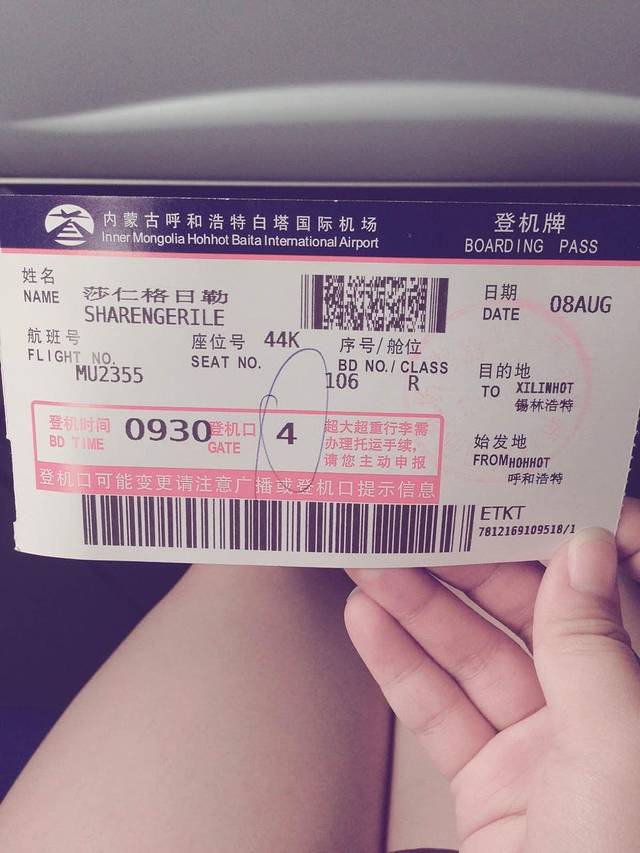 内蒙古呼和浩特白塔国际机场
Inner Mongolia Hohhot Baita International Airport
登机牌
BOARDING PASS
姓名
NAME
莎仁格日勒
SHARENGERILE
日期
DATE
08AUG
航班号
FLIGHT NO.
MU2355
座位号
SEAT NO.
44K
序号/舱位
BD NO./CLASS
106 R
目的地
TO
XILINHOT
锡林浩特
登机时间
BD TIME
0930
登机口
GATE
4
超大超重行李需
办理托运手续,
请您主动申报
始发地
FROM
HOHHOT
呼和浩特
登机口可能变更请注意广播或登机口提示信息
ETKT
7812169109518/1